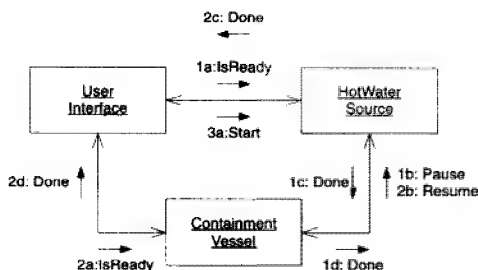 2c: Done
1a:IsReady
User
Interface
HotWater
Source
3a:Start
2d: Done
1c: Done
1b: Pause
2b: Resume
Containment
Vessel
2a:IsReady
1d: Done